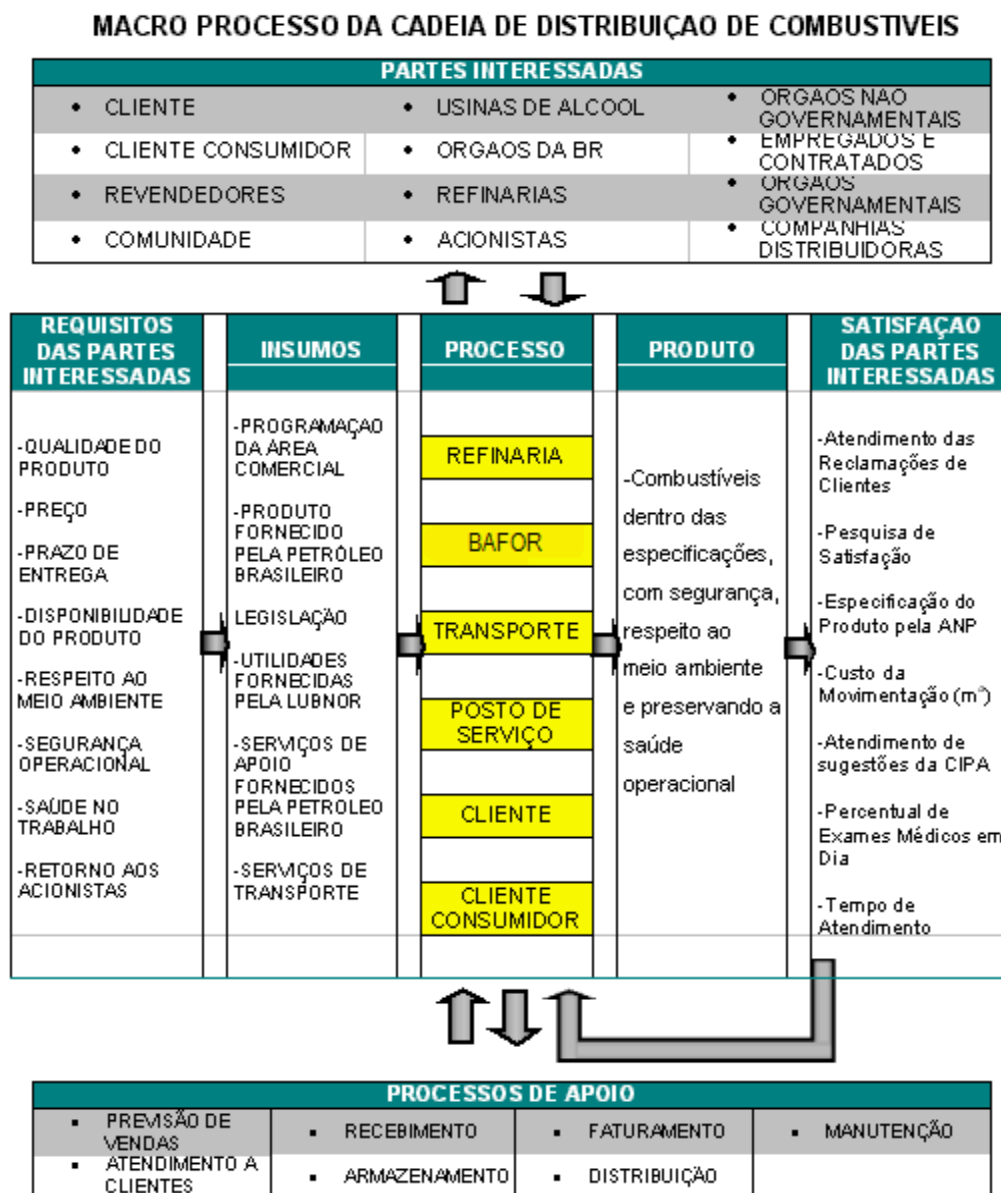 MACRO PROCESSO DA CADEIA DE DISTRIBUIÇAO DE COMBUSTIVEIS
PARTES INTERESSADAS
• CLIENTE
• USINAS DE ALCOOL
• ORGAOS NAO
GOVERNAMENTAIS
• CLIENTE CONSUMIDOR
• ORGAOS DA BR
• EMPREGADOS E
CONTRATADOS
• REVENDEDORES
• REFINARIAS
• ORGAOS
GOVERNAMENTAIS
• COMUNIDADE
• ACIONISTAS
• COMPANHIAS
DISTRIBUIDORAS
REQUISITOS
DAS PARTES
INTERESSADAS
-QUALIDADE DO
PRODUTO
-PREÇO
-PRAZO DE
ENTREGA
-DISPONIBILIDADE
DO PRODUTO
-RESPEITO AO
MEIO AMBIENTE
-SEGURANÇA
OPERACIONAL
-SAÚDE NO
TRABALHO
-RETORNO AOS
ACIONISTAS
INSUMOS
-PROGRAMAÇAO
DA ÁREA
COMERCIAL
-PRODUTO
FORNECIDO
PELA PETRÓLEO
BRASILEIRO
LEGISLAÇÃO
-UTILIDADES
FORNECIDAS
PELA LUBNOR
-SERVIÇOS DE
APOIO
FORNECIDOS
PELA PETROLEO
BRASILEIRO
-SERVIÇOS DE
TRANSPORTE
PROCESSO
REFINARIA
BAFOR
TRANSPORTE
POSTO DE
SERVIÇO
CLIENTE
CLIENTE
CONSUMIDOR
PRODUTO
-Combustíveis
dentro das
especificações,
com segurança,
respeito ao
meio ambiente
e preservando a
saúde
operacional
SATISFAÇAO
DAS PARTES
INTERESSADAS
-Atendimento das
Reclamações de
Clientes
-Pesquisa de
Satisfação
-Especificação do
Produto pela ANP
-Custo da
Movimentação (m³)
-Atendimento de
sugestões da CIPA
-Percentual de
Exames Médicos em
Dia
-Tempo de
Atendimento
PROCESSOS DE APOIO
▪ PREVISÃO DE
VENDAS
▪ RECEBIMENTO
▪ FATURAMENTO
▪ MANUTENÇÃO
▪ ATENDIMENTO A
CLIENTES
▪ ARMAZENAMENTO
▪ DISTRIBUIÇÃO